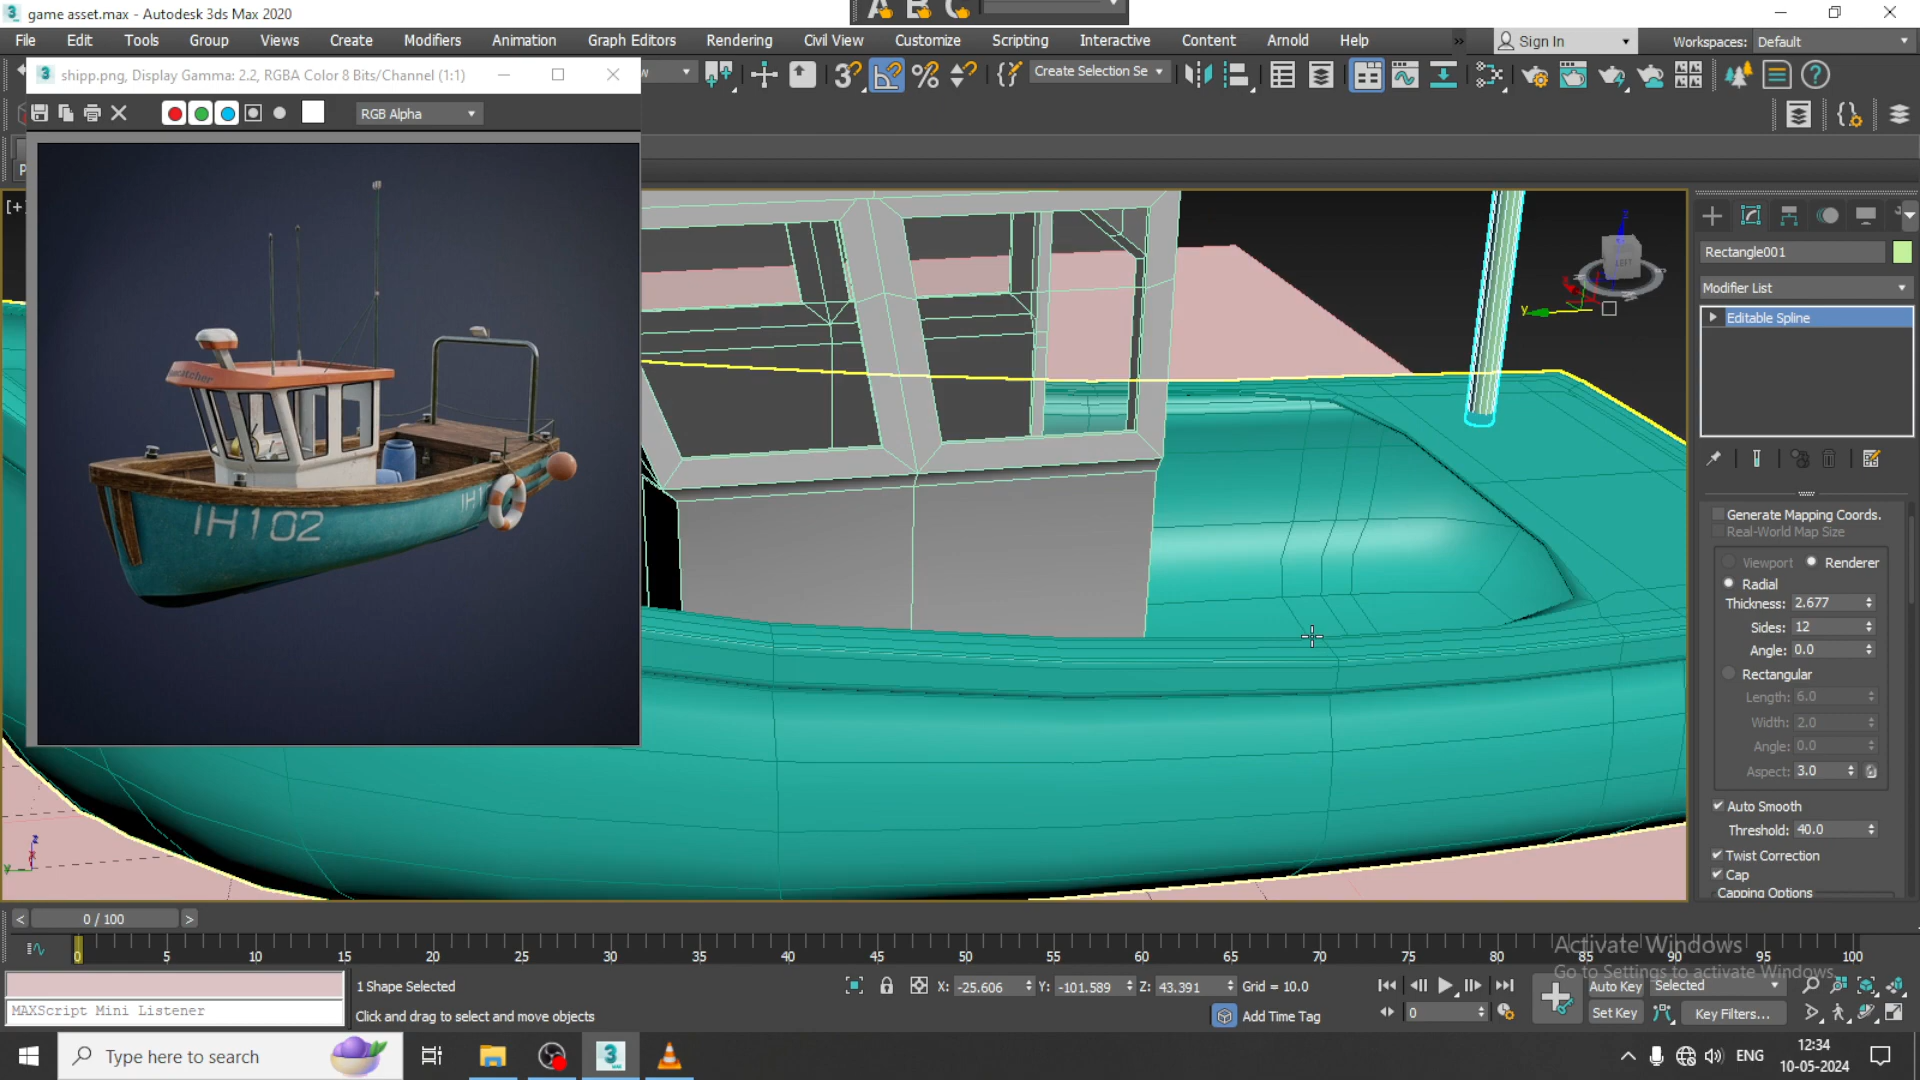 game asset.max - Autodesk 3ds Max 2020
File Edit Tools Group Views Create Modifiers Animation Graph Editors Rendering Civil View Customize Scripting Interactive Content Arnold Help
Sign In
Workspaces: Default
shipp.png, Display Gamma: 2.2, RGBA Color 8 Bits/Channel (1:1)
Create Selection Se
RGB Alpha
[+]
LEFT
IH102
Rectangle001
Modifier List
Editable Spline
Generate Mapping Coords.
Real-World Map Size
Viewport Renderer
Radial
Thickness: 2.677
Sides: 12
Angle: 0.0
Rectangular
Length: 6.0
Width: 2.0
Angle: 0.0
Aspect: 3.0
Auto Smooth
Threshold: 40.0
Twist Correction
Cap
Capping Options
< 0 / 100 >
0 5 10 15 20 25 30 35 40 45 50 55 60 65 70 75 80 85 90 95 100
Activate Windows
Go to Settings to activate Windows.
1 Shape Selected
X: -25.606 Y: -101.589 Z: 43.391 Grid = 10.0
Auto Key Selected
MAXScript Mini Listener
Click and drag to select and move objects
Add Time Tag
0
Set Key Key Filters...
Type here to search
ENG
12:34
10-05-2024